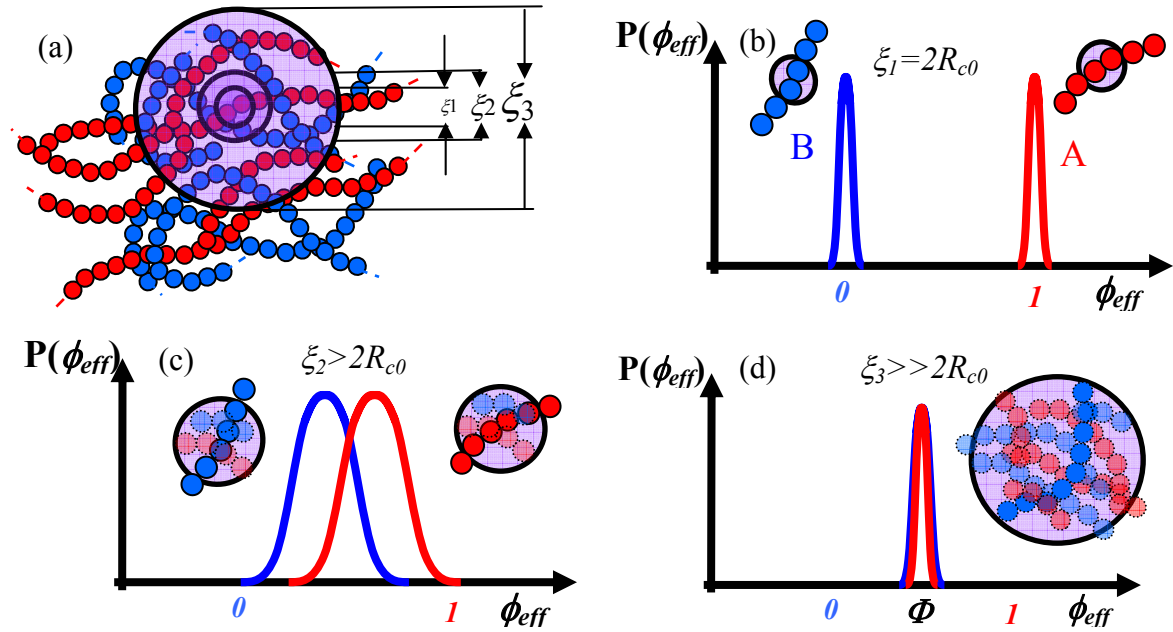 (a)
ξ1
ξ2
ξ3
P(ϕeff)
(b)
ξ1=2Rc0
B
A
0
1
ϕeff
P(ϕeff)
(c)
ξ2>2Rc0
0
1
ϕeff
P(ϕeff)
(d)
ξ3>>2Rc0
0
Φ
1
ϕeff